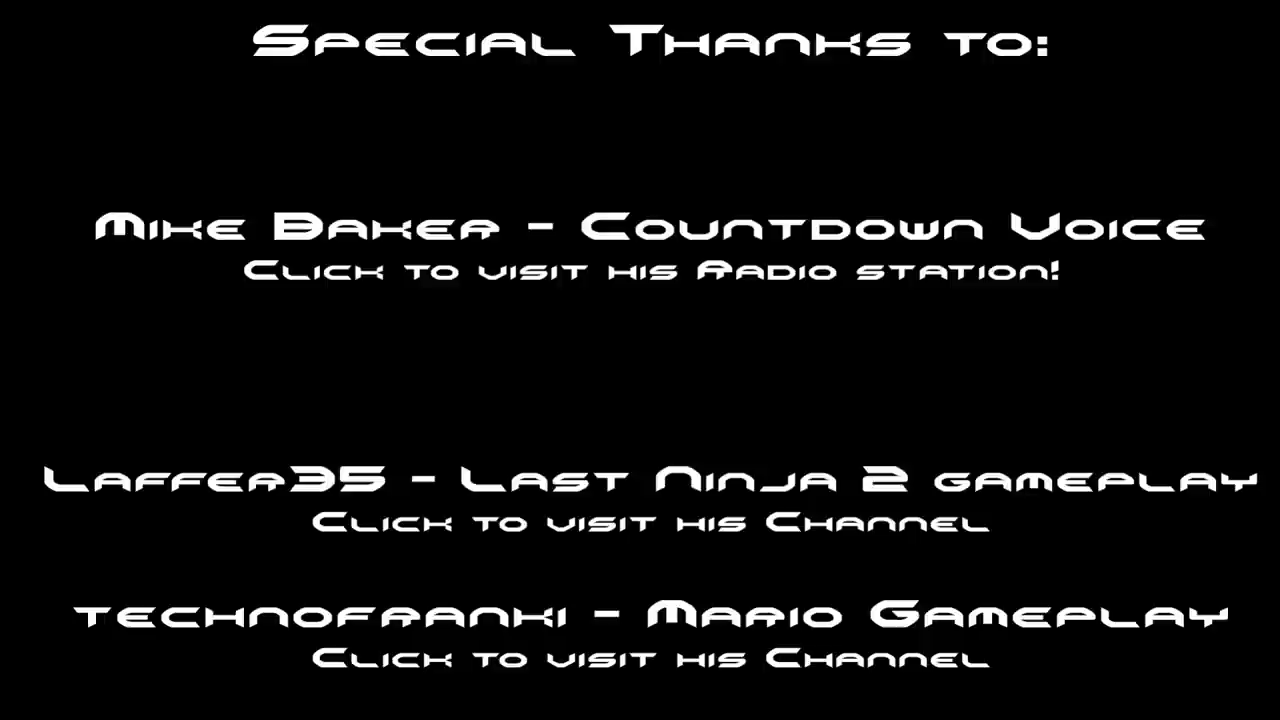 Special Thanks to:
Mike Baker - Countdown Voice
Click to visit his Radio station!
Laffer35 - Last Ninja 2 gameplay
Click to visit his Channel
technofranki - Mario Gameplay
Click to visit his Channel